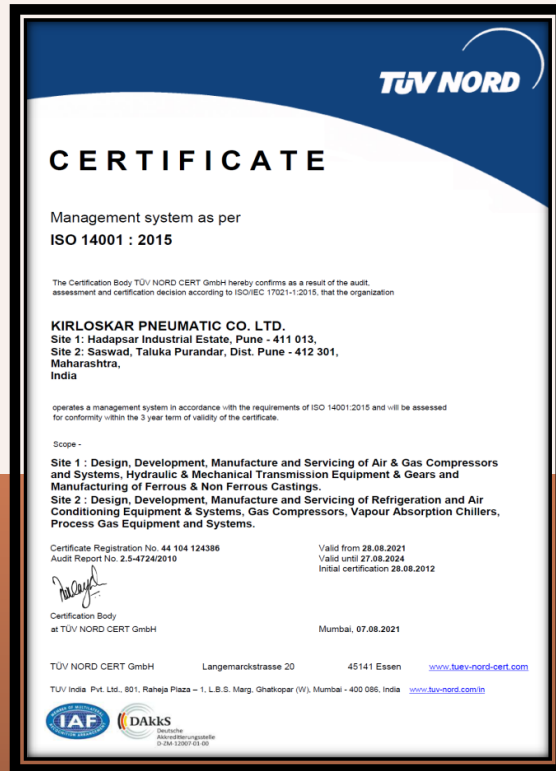 TÜV NORD
CERTIFICATE
Management system as per
ISO 14001 : 2015
The Certification Body TÜV NORD CERT GmbH hereby confirms as a result of the audit,
assessment and certification decision according to ISO/IEC 17021-1:2015, that the organization
KIRLOSKAR PNEUMATIC CO. LTD.
Site 1: Hadapsar Industrial Estate, Pune - 411 013,
Site 2: Saswad, Taluka Purandar, Dist. Pune - 412 301,
Maharashtra,
India
operates a management system in accordance with the requirements of ISO 14001:2015 and will be assessed
for conformity within the 3 year term of validity of the certificate.
Scope -
Site 1 : Design, Development, Manufacture and Servicing of Air & Gas Compressors
and Systems, Hydraulic & Mechanical Transmission Equipment & Gears and
Manufacturing of Ferrous & Non Ferrous Castings.
Site 2 : Design, Development, Manufacture and Servicing of Refrigeration and Air
Conditioning Equipment & Systems, Gas Compressors, Vapour Absorption Chillers,
Process Gas Equipment and Systems.
Certificate Registration No. 44 104 124386
Audit Report No. 2.5-4724/2010
Valid from 28.08.2021
Valid until 27.08.2024
Initial certification 28.08.2012
Certification Body
at TÜV NORD CERT GmbH
Mumbai, 07.08.2021
TÜV NORD CERT GmbH Langemarckstrasse 20 45141 Essen www.tuev-nord-cert.com
TUV India Pvt. Ltd., 801, Raheja Plaza – 1, L.B.S. Marg, Ghatkopar (W), Mumbai - 400 086, India www.tuv-nord.com/in
IAF
DAkkS
Deutsche
Akkreditierungsstelle
D-ZM-12007-01-00